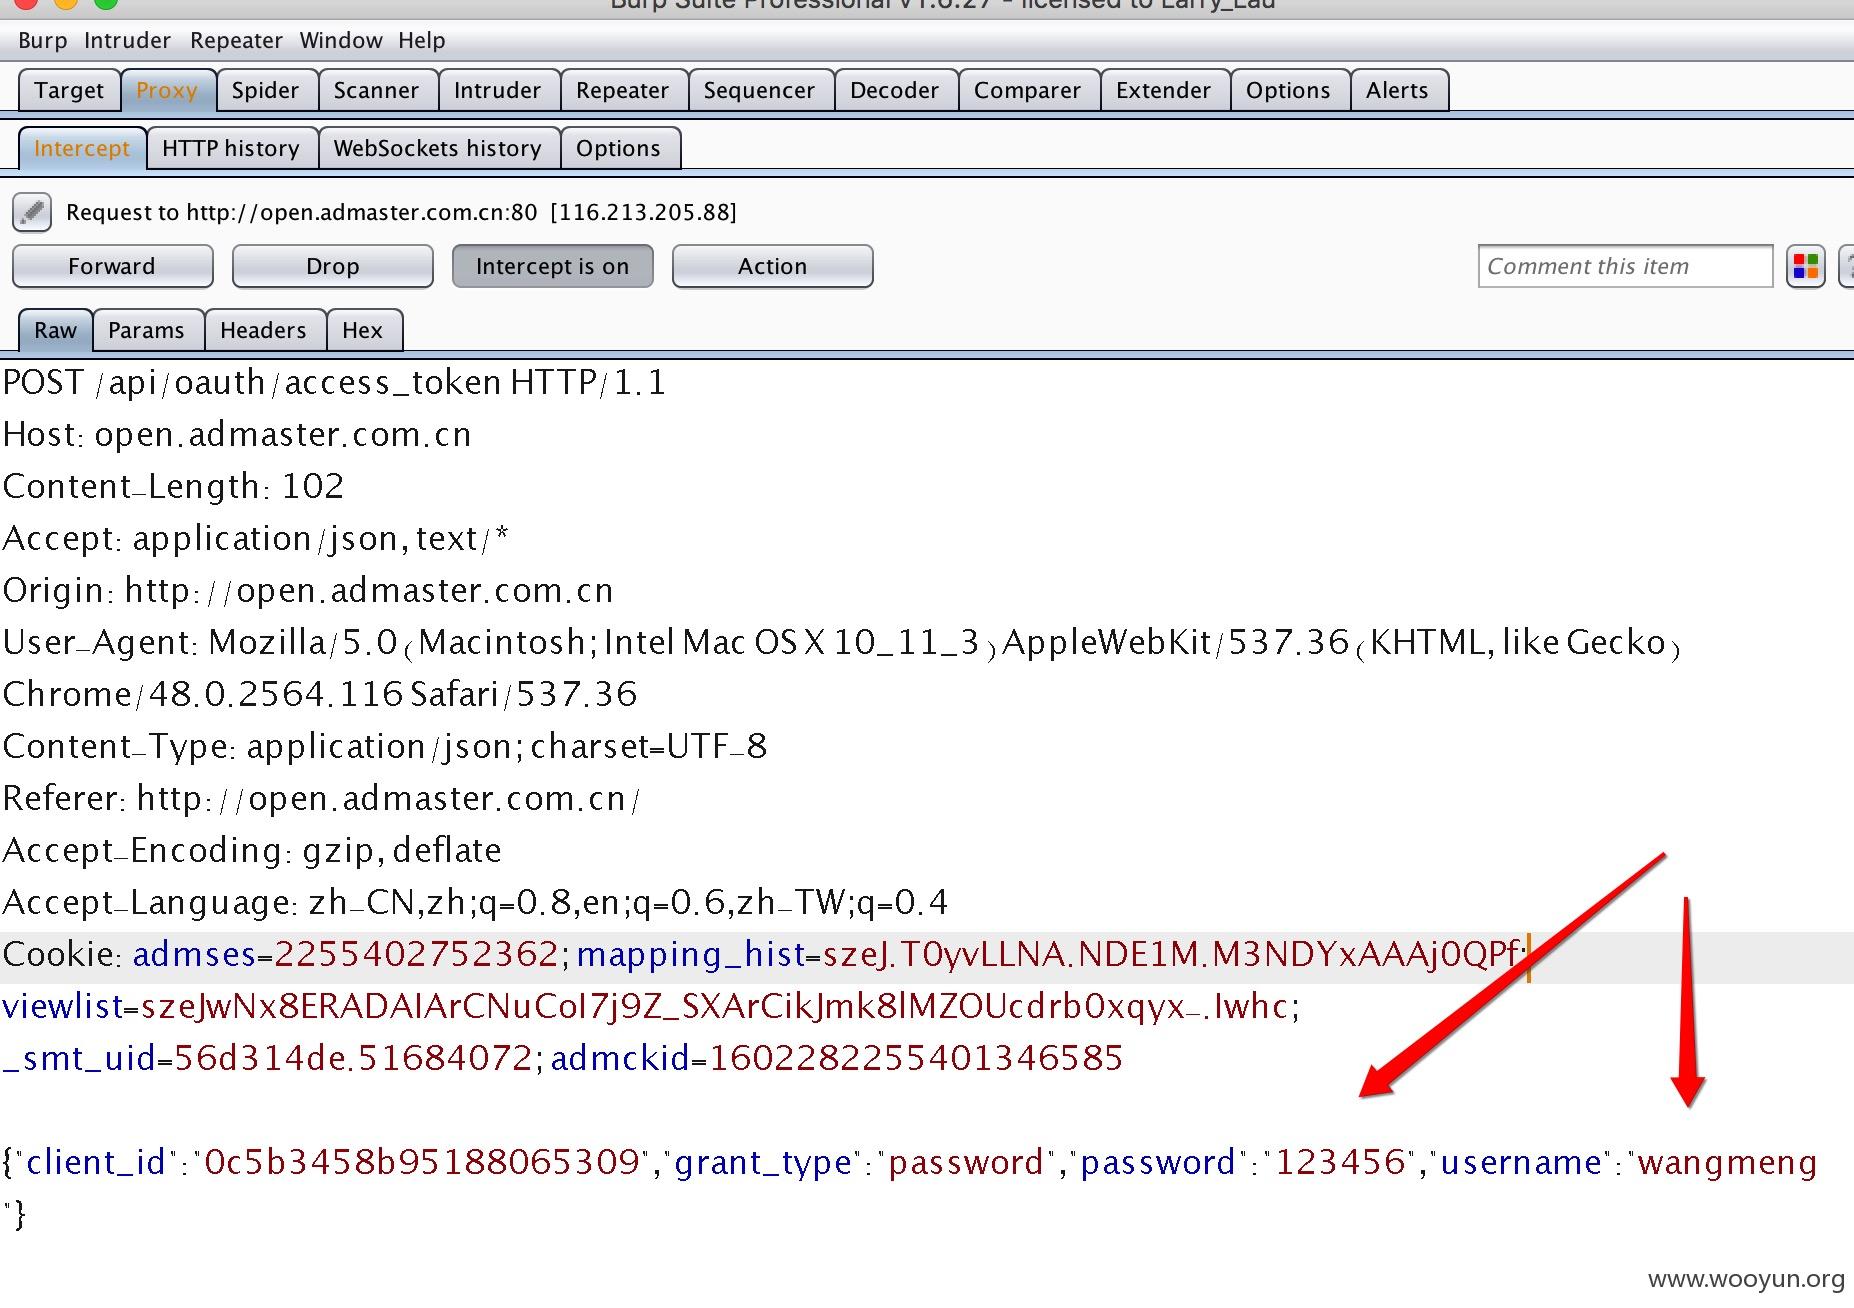 Burp Suite Professional v1.6.27 - licensed to Larry_Lau
Burp Intruder Repeater Window Help
Target Proxy Spider Scanner Intruder Repeater Sequencer Decoder Comparer Extender Options Alerts
Intercept HTTP history WebSockets history Options
Request to http://open.admaster.com.cn:80 [116.213.205.88]
Forward Drop Intercept is on Action Comment this item ?
Raw Params Headers Hex
POST /api/oauth/access_token HTTP/1.1
Host: open.admaster.com.cn
Content-Length: 102
Accept: application/json, text/*
Origin: http://open.admaster.com.cn
User-Agent: Mozilla/5.0 (Macintosh; Intel Mac OS X 10_11_3) AppleWebKit/537.36 (KHTML, like Gecko)
Chrome/48.0.2564.116 Safari/537.36
Content-Type: application/json; charset=UTF-8
Referer: http://open.admaster.com.cn/
Accept-Encoding: gzip, deflate
Accept-Language: zh-CN,zh;q=0.8,en;q=0.6,zh-TW;q=0.4
Cookie: admses=2255402752362; mapping_hist=szeJ.T0yvLLNA.NDE1M.M3NDYxAAAj0QPf;
viewlist=szeJwNx8ERADAIArCNuCoI7j9Z_SXArCikJmk8lMZOUcdrb0xqyx-.Iwhc;
_smt_uid=56d314de.51684072; admckid=1602282255401346585
{"client_id":"0c5b3458b95188065309","grant_type":"password","password":"123456","username":"wangmeng
"}
www.wooyun.org